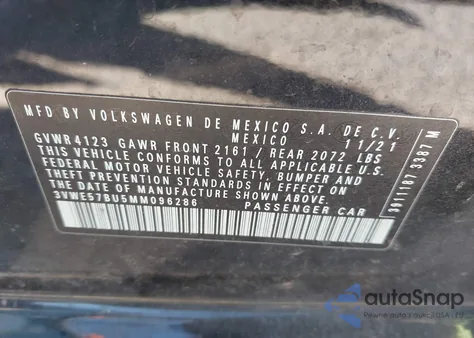 MFD BY VOLKSWAGEN DE MEXICO S.A. DE C.V.
MEXICO 11/21
GVWR 4123 GAWR FRONT 2161 / REAR 2072 LBS
THIS VEHICLE CONFORMS TO ALL APPLICABLE U.S.
FEDERAL MOTOR VEHICLE SAFETY, BUMPER AND
THEFT PREVENTION STANDARDS IN EFFECT ON
THE DATE OF MANUFACTURE SHOWN ABOVE.
3VWE57BU5MM096286 PASSENGER CAR
3387 M
autoSnap